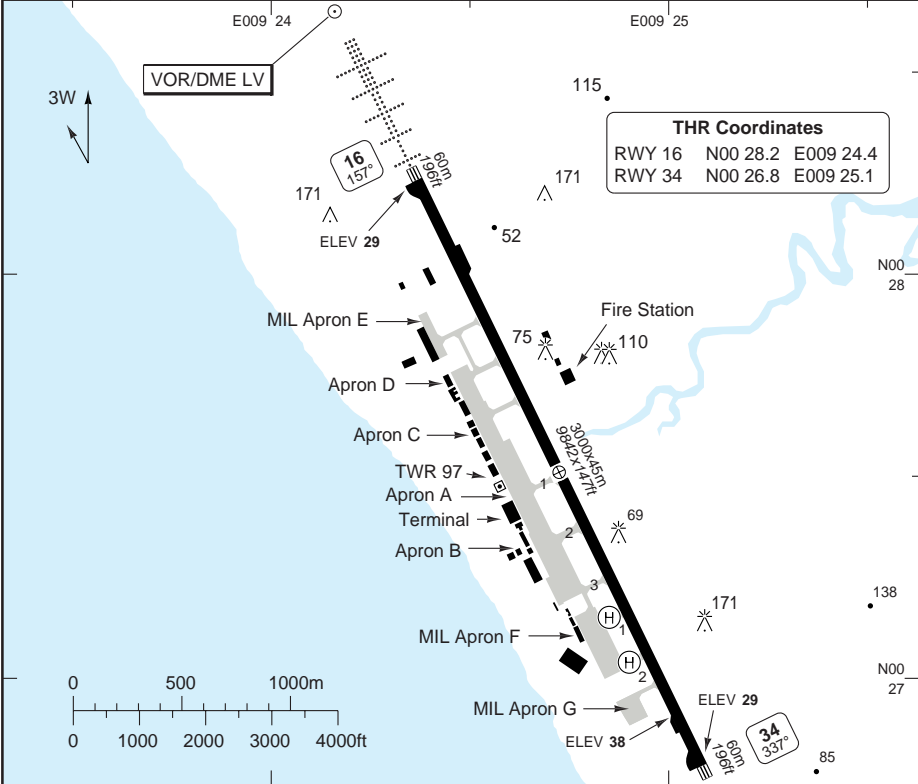 E009 24
E009 25
VOR/DME LV
3W
115
THR Coordinates
RWY 16 N00 28.2 E009 24.4
RWY 34 N00 26.8 E009 25.1
16
157°
60m
196ft
171
171
ELEV 29
52
N00
28
MIL Apron E
Fire Station
75
110
Apron D
Apron C
3000x45m
9842x147ft
TWR 97
1
Apron A
Terminal
2
69
Apron B
3
138
171
H 1
MIL Apron F
H 2
N00
27
0 500 1000m
0 1000 2000 3000 4000ft
MIL Apron G
ELEV 29
ELEV 38
34
337°
60m
196ft
85